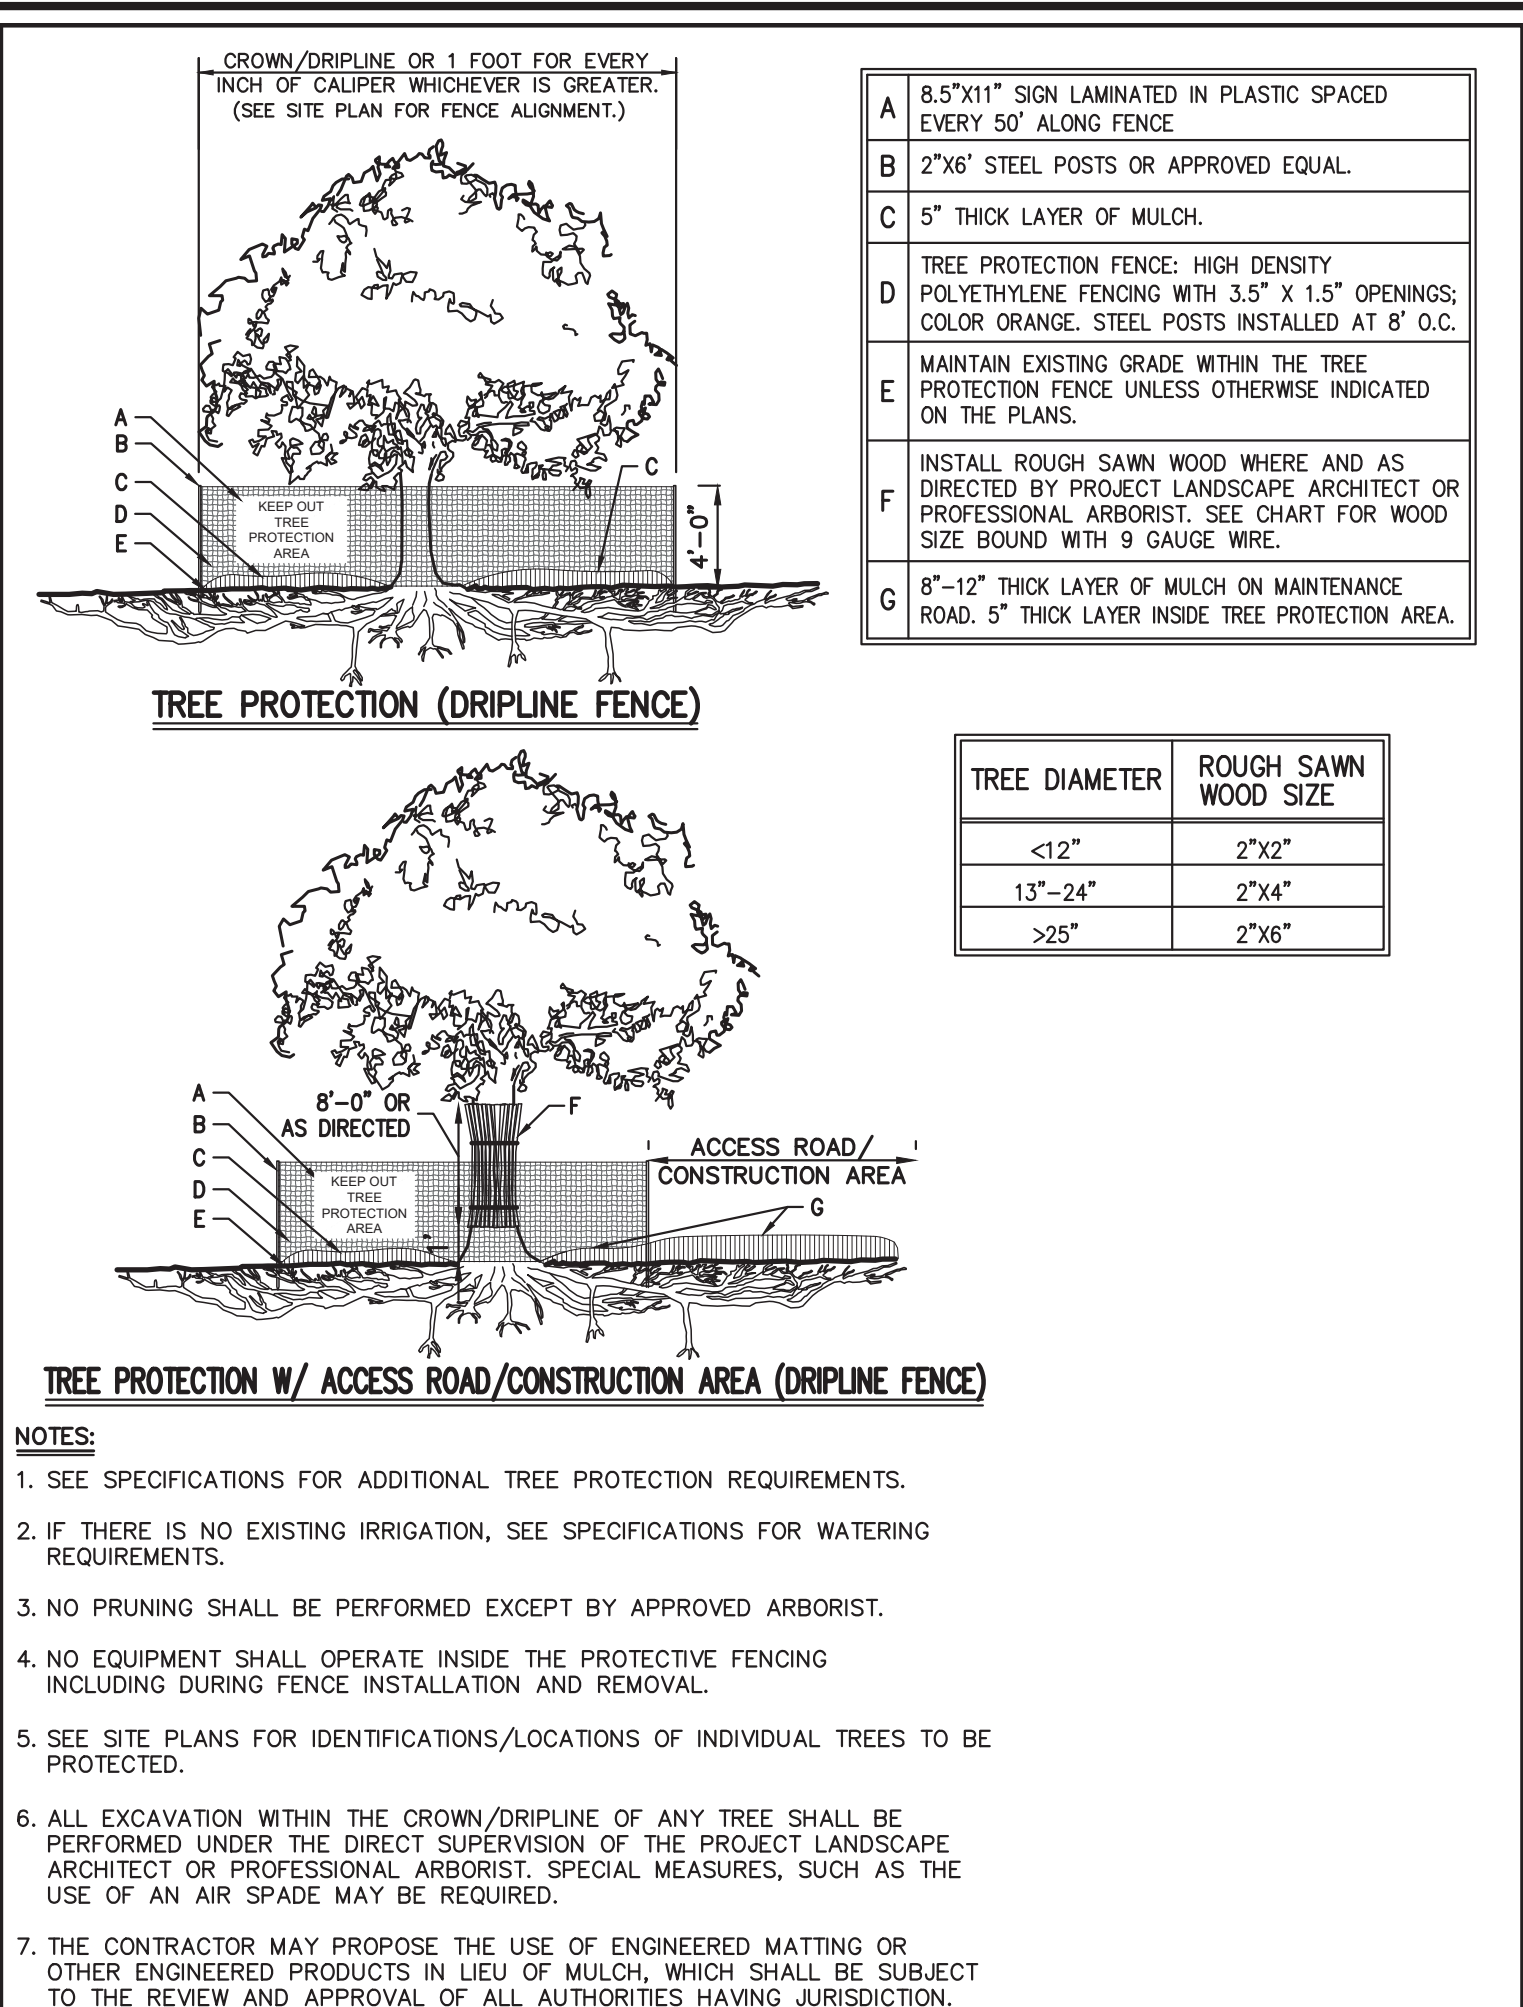 CROWN/DRIPLINE OR 1 FOOT FOR EVERY
INCH OF CALIPER WHICHEVER IS GREATER.
(SEE SITE PLAN FOR FENCE ALIGNMENT.)
A
B
C
D
E
C
KEEP OUT
TREE
PROTECTION
AREA
4'-0"
TREE PROTECTION (DRIPLINE FENCE)
A 8.5"X11" SIGN LAMINATED IN PLASTIC SPACED
EVERY 50' ALONG FENCE
B 2"X6' STEEL POSTS OR APPROVED EQUAL.
C 5" THICK LAYER OF MULCH.
TREE PROTECTION FENCE: HIGH DENSITY
D POLYETHYLENE FENCING WITH 3.5" X 1.5" OPENINGS;
COLOR ORANGE. STEEL POSTS INSTALLED AT 8' O.C.
MAINTAIN EXISTING GRADE WITHIN THE TREE
E PROTECTION FENCE UNLESS OTHERWISE INDICATED
ON THE PLANS.
INSTALL ROUGH SAWN WOOD WHERE AND AS
DIRECTED BY PROJECT LANDSCAPE ARCHITECT OR
F PROFESSIONAL ARBORIST. SEE CHART FOR WOOD
SIZE BOUND WITH 9 GAUGE WIRE.
G 8"-12" THICK LAYER OF MULCH ON MAINTENANCE
ROAD. 5" THICK LAYER INSIDE TREE PROTECTION AREA.
TREE DIAMETER ROUGH SAWN
WOOD SIZE
<12" 2"X2"
13"-24" 2"X4"
>25" 2"X6"
A
B
C
D
E
8'-0" OR
AS DIRECTED
F
ACCESS ROAD/
CONSTRUCTION AREA
G
KEEP OUT
TREE
PROTECTION
AREA
1'
TREE PROTECTION W/ ACCESS ROAD/CONSTRUCTION AREA (DRIPLINE FENCE)
NOTES:
1. SEE SPECIFICATIONS FOR ADDITIONAL TREE PROTECTION REQUIREMENTS.
2. IF THERE IS NO EXISTING IRRIGATION, SEE SPECIFICATIONS FOR WATERING
REQUIREMENTS.
3. NO PRUNING SHALL BE PERFORMED EXCEPT BY APPROVED ARBORIST.
4. NO EQUIPMENT SHALL OPERATE INSIDE THE PROTECTIVE FENCING
INCLUDING DURING FENCE INSTALLATION AND REMOVAL.
5. SEE SITE PLANS FOR IDENTIFICATIONS/LOCATIONS OF INDIVIDUAL TREES TO BE
PROTECTED.
6. ALL EXCAVATION WITHIN THE CROWN/DRIPLINE OF ANY TREE SHALL BE
PERFORMED UNDER THE DIRECT SUPERVISION OF THE PROJECT LANDSCAPE
ARCHITECT OR PROFESSIONAL ARBORIST. SPECIAL MEASURES, SUCH AS THE
USE OF AN AIR SPADE MAY BE REQUIRED.
7. THE CONTRACTOR MAY PROPOSE THE USE OF ENGINEERED MATTING OR
OTHER ENGINEERED PRODUCTS IN LIEU OF MULCH, WHICH SHALL BE SUBJECT
TO THE REVIEW AND APPROVAL OF ALL AUTHORITIES HAVING JURISDICTION.